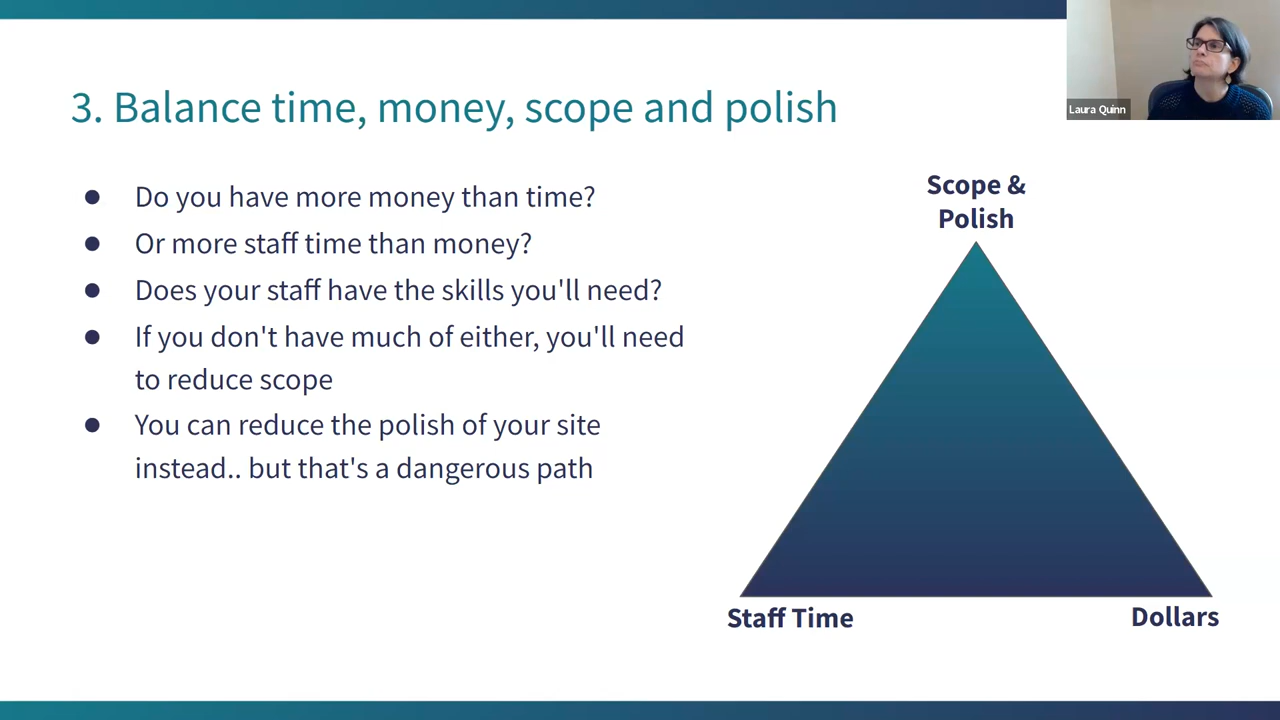 3. Balance time, money, scope and polish
Laura Quinn
● Do you have more money than time?
● Or more staff time than money?
● Does your staff have the skills you'll need?
● If you don't have much of either, you'll need
to reduce scope
● You can reduce the polish of your site
instead.. but that's a dangerous path
Scope &
Polish
Staff Time
Dollars